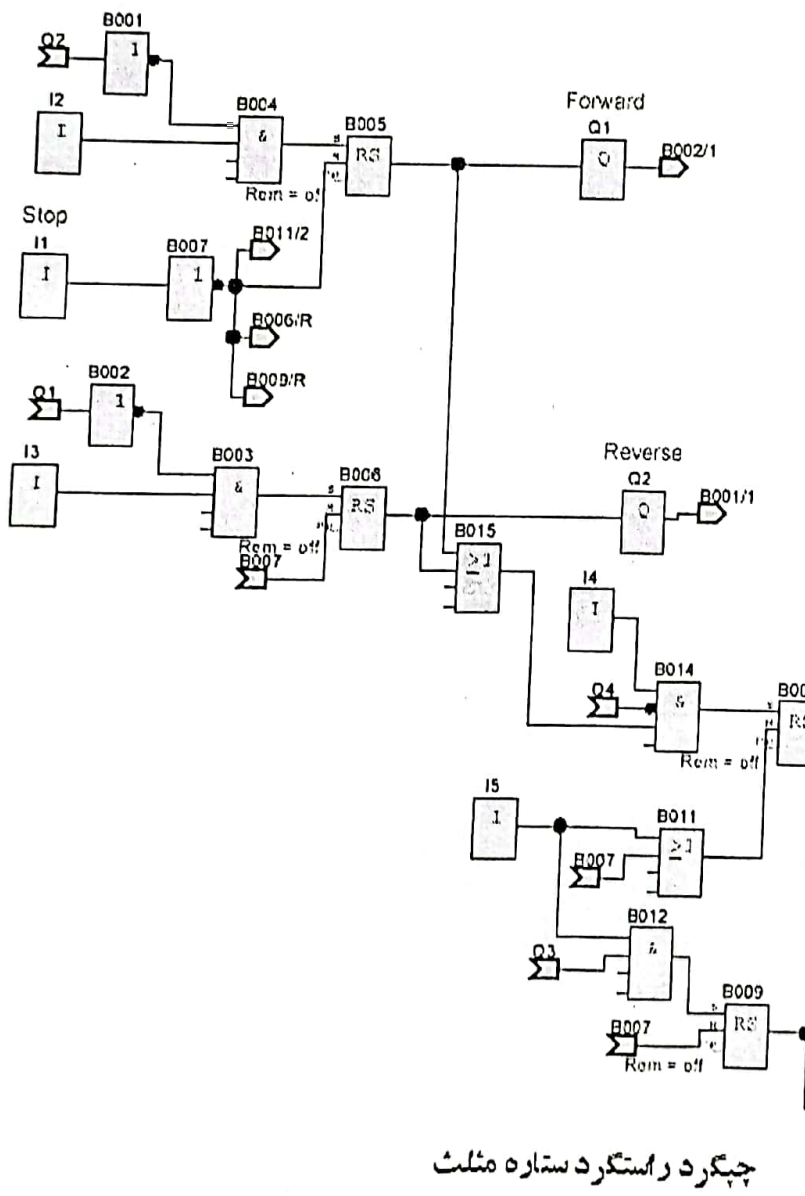 B001
Q2
1
I2
I
B004
&
B005
RS
Rem = off
Forward
Q1
Q
B002/1
Stop
I1
I
B007
1
B011/2
B006/R
B009/R
B002
Q1
1
I3
I
B003
&
B006
RS
Rem = off
B007
Reverse
Q2
Q
B001/1
B015
≥1
I4
I
B014
&
Q4
RS
Rem = off
I5
I
B011
≥1
B007
B012
&
Q3
B009
RS
B007
Rem = off
چپگرد راستگرد ستاره مثلث